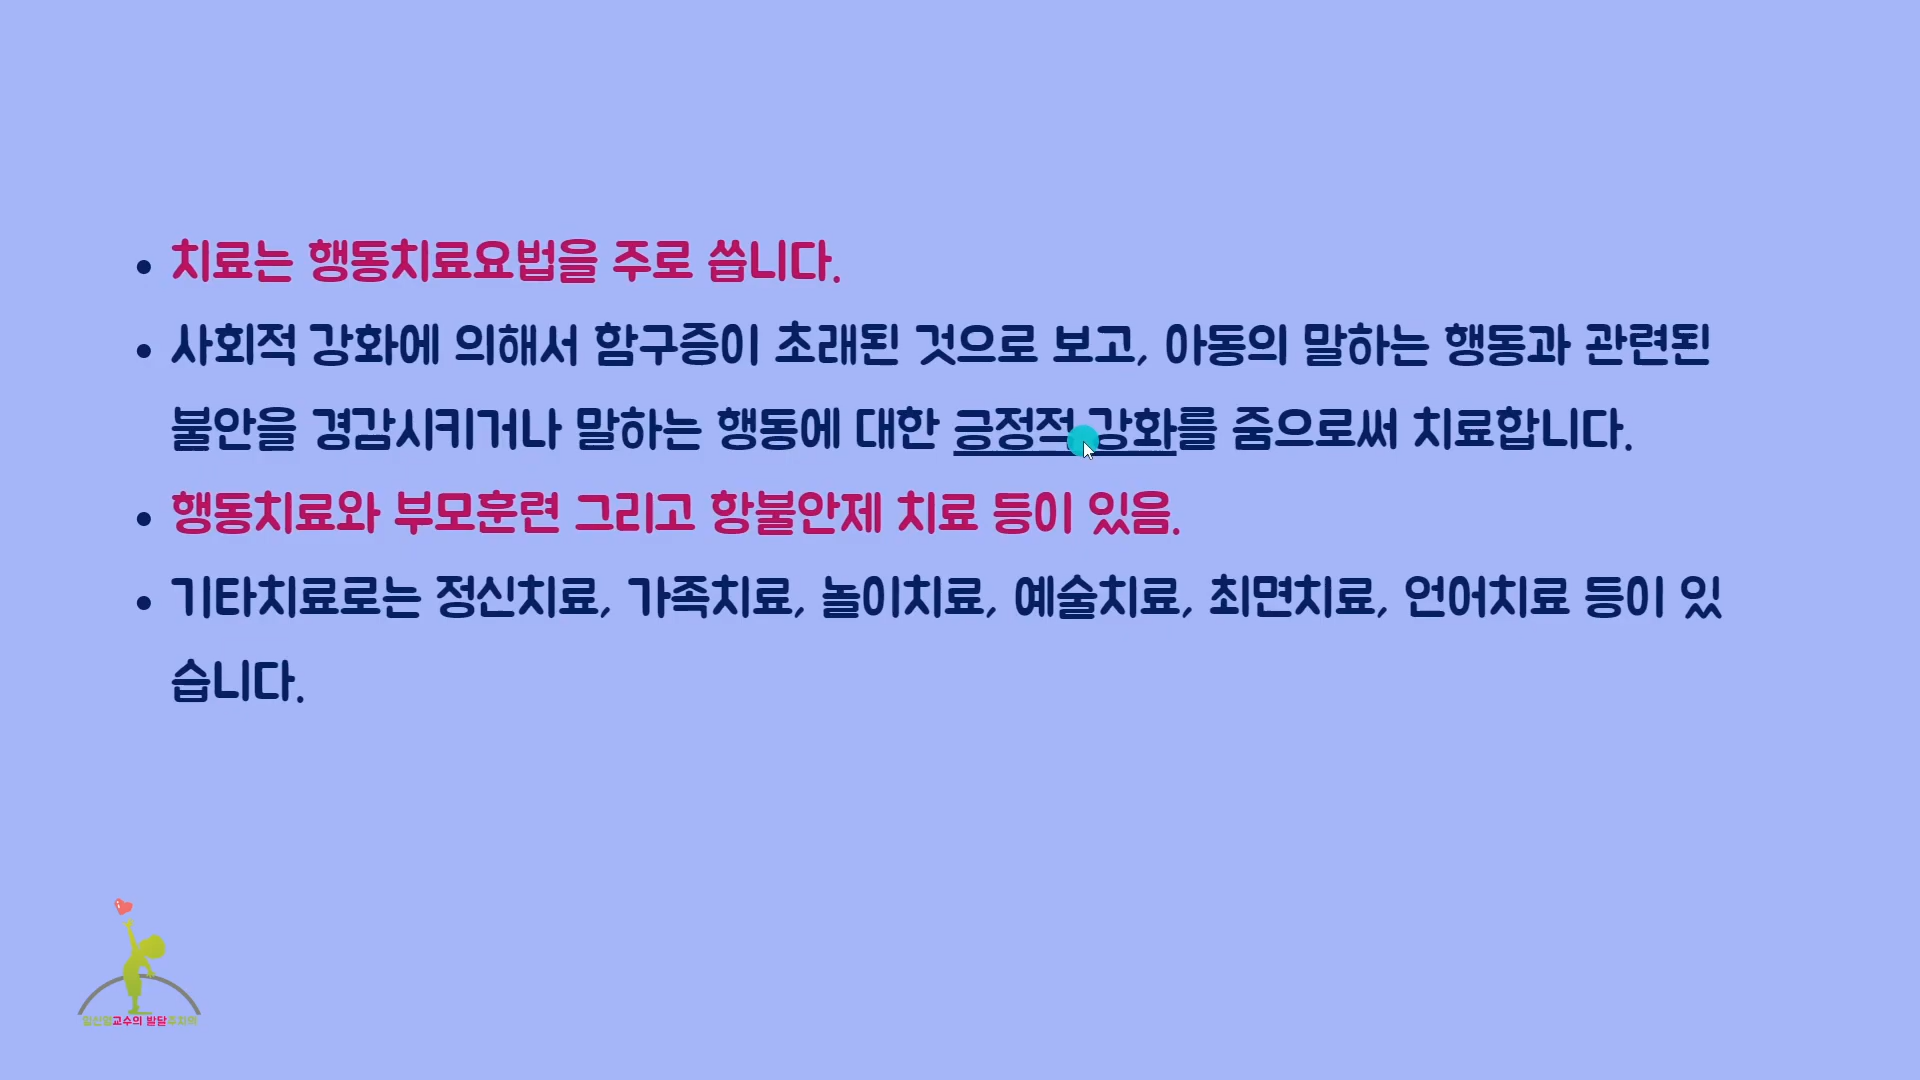 • 치료는 행동치료요법을 주로 씁니다.
• 사회적 강화에 의해서 함구증이 초래된 것으로 보고, 아동의 말하는 행동과 관련된
불안을 경감시키거나 말하는 행동에 대한 긍정적 강화를 줌으로써 치료합니다.
• 행동치료와 부모훈련 그리고 항불안제 치료 등이 있음.
• 기타치료로는 정신치료, 가족치료, 놀이치료, 예술치료, 최면치료, 언어치료 등이 있
습니다.
교수의 발달